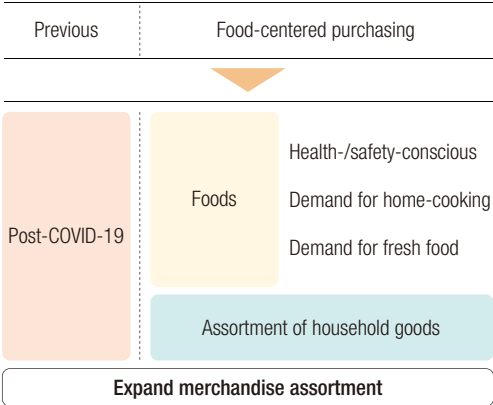 Previous
Food-centered purchasing
Post-COVID-19
Foods
Health-/safety-conscious
Demand for home-cooking
Demand for fresh food
Assortment of household goods
Expand merchandise assortment